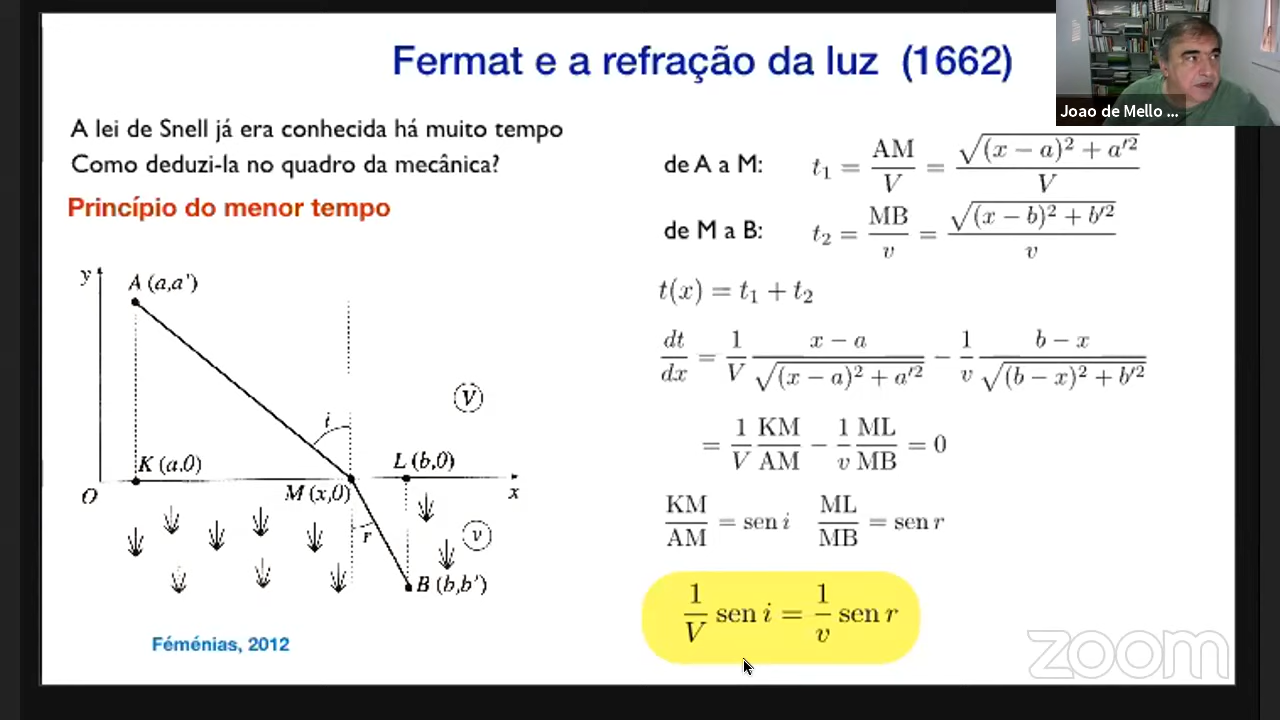 Fermat e a refração da luz (1662)
Joao de Mello ...
A lei de Snell já era conhecida há muito tempo
Como deduzi-la no quadro da mecânica?
Princípio do menor tempo
y
A (a,a')
i
V
K (a,0)
L (b,0)
O
M (x,0)
x
r
v
B (b,b')
Féménias, 2012
de A a M: t₁ = AM/V = √((x − a)² + a′²)/V
de M a B: t₂ = MB/v = √((x − b)² + b′²)/v
t(x) = t₁ + t₂
dt/dx = 1/V (x − a)/√((x − a)² + a′²) − 1/v (b − x)/√((b − x)² + b′²)
= 1/V KM/AM − 1/v ML/MB = 0
KM/AM = sen i ML/MB = sen r
1/V sen i = 1/v sen r
zoom